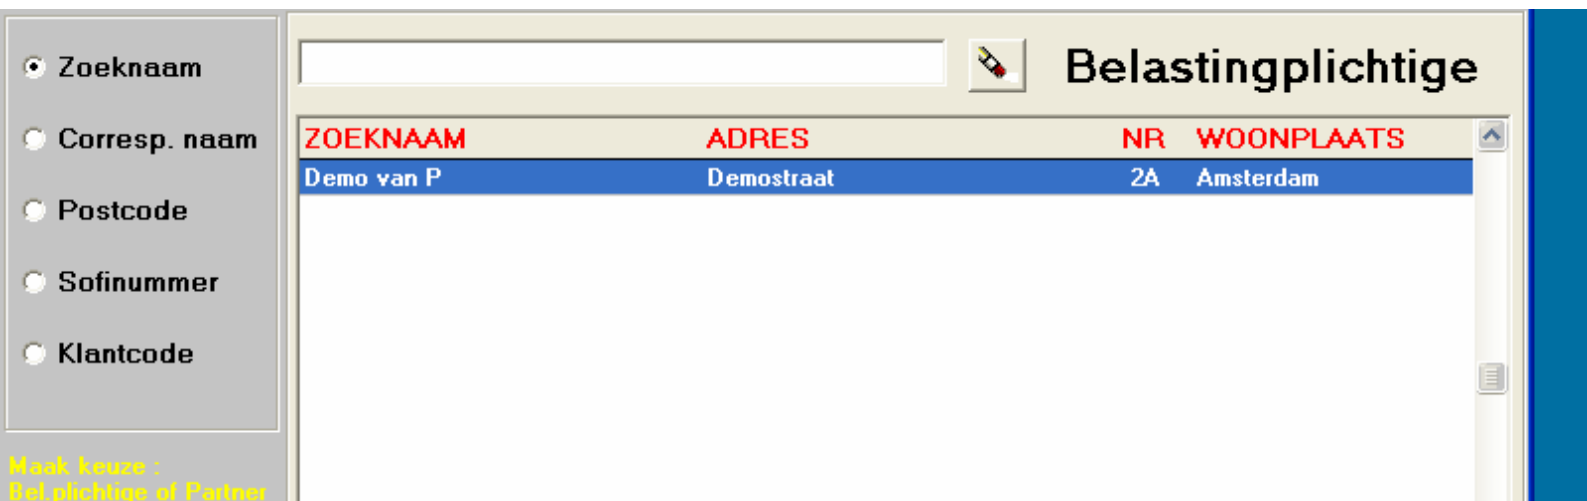 Zoeknaam
Corresp. naam
Postcode
Sofinummer
Klantcode
Maak keuze :
Bel.plichtige of Partner
Belastingplichtige
ZOEKNAAM ADRES NR WOONPLAATS
Demo van P Demostraat 2A Amsterdam